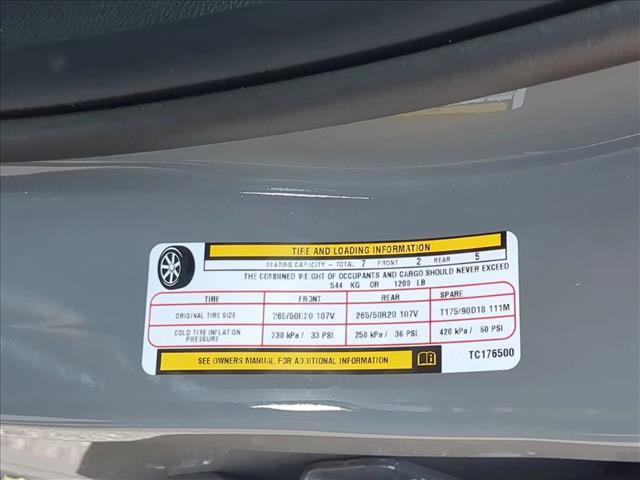 TIRE AND LOADING INFORMATION
SEATING CAPACITY - TOTAL 7 FRONT 2 REAR 5
THE COMBINED WEIGHT OF OCCUPANTS AND CARGO SHOULD NEVER EXCEED
544 KG OR 1200 LB
TIRE FRONT REAR SPARE
ORIGINAL TIRE SIZE 265/50R20 107V 265/50R20 107V T175/90D18 111M
COLD TIRE INFLATION PRESSURE 230 kPa / 33 PSI 250 kPa / 36 PSI 420 kPa / 60 PSI
SEE OWNERS MANUAL FOR ADDITIONAL INFORMATION
TC176500